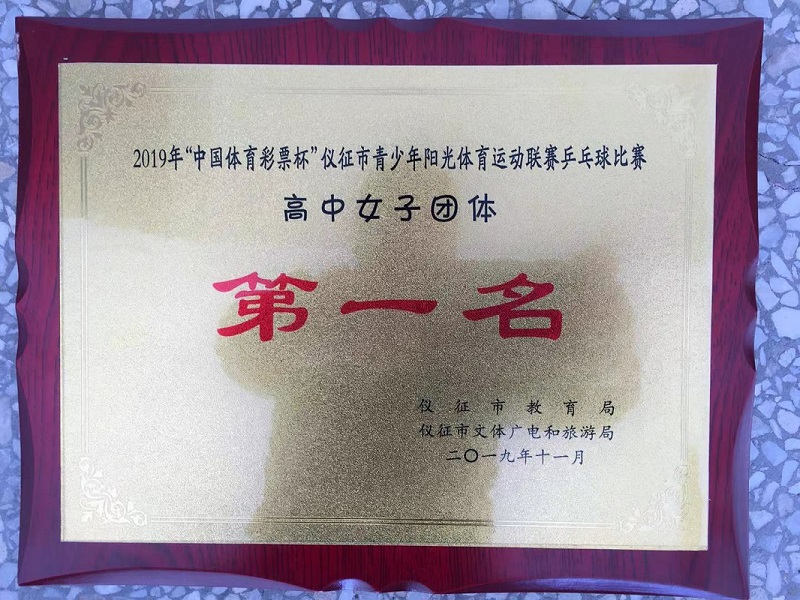 2019年“中国体育彩票杯”仪征市青少年阳光体育运动联赛乒乓球比赛
高中女子团体
第一名
仪征市教育局
仪征市文体广电和旅游局
二〇一九年十一月